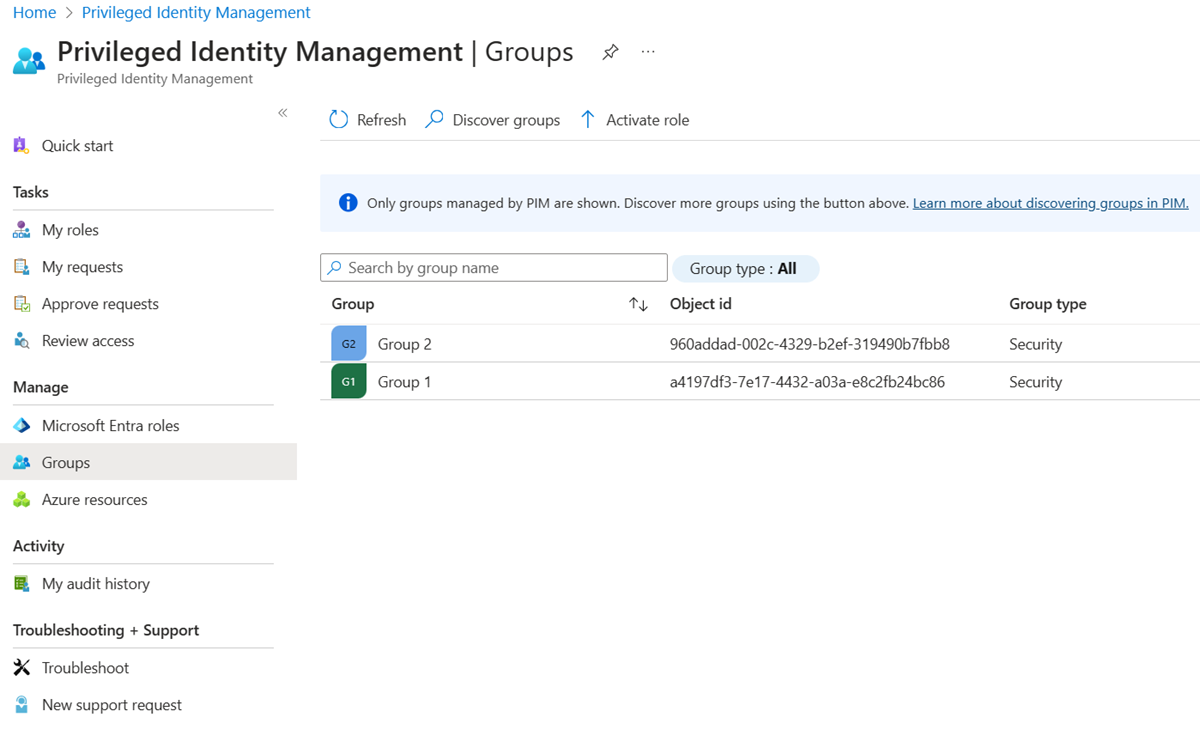 Home > Privileged Identity Management
Privileged Identity Management | Groups
Privileged Identity Management
Quick start
Tasks
My roles
My requests
Approve requests
Review access
Manage
Microsoft Entra roles
Groups
Azure resources
Activity
My audit history
Troubleshooting + Support
Troubleshoot
New support request
Refresh Discover groups Activate role
Only groups managed by PIM are shown. Discover more groups using the button above. Learn more about discovering groups in PIM.
Search by group name Group type : All
Group Object id Group type
G2 Group 2 960addad-002c-4329-b2ef-319490b7fbb8 Security
G1 Group 1 a4197df3-7e17-4432-a03a-e8c2fb24bc86 Security